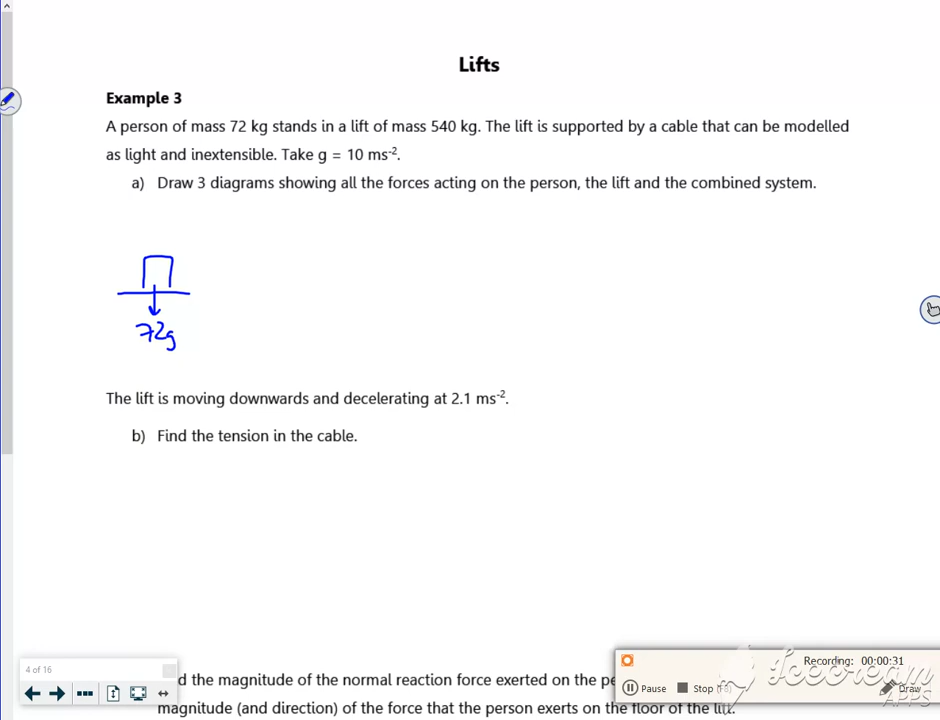 Lifts
Example 3
A person of mass 72 kg stands in a lift of mass 540 kg. The lift is supported by a cable that can be modelled
as light and inextensible. Take g = 10 ms⁻².
a) Draw 3 diagrams showing all the forces acting on the person, the lift and the combined system.
72g
The lift is moving downwards and decelerating at 2.1 ms⁻².
b) Find the tension in the cable.
4 of 16
Recording: 00:00:31
Pause
Stop (F8)
Draw
Icecream
APPS
d the magnitude of the normal reaction force exerted on the pe
magnitude (and direction) of the force that the person exerts on the floor of the lift.